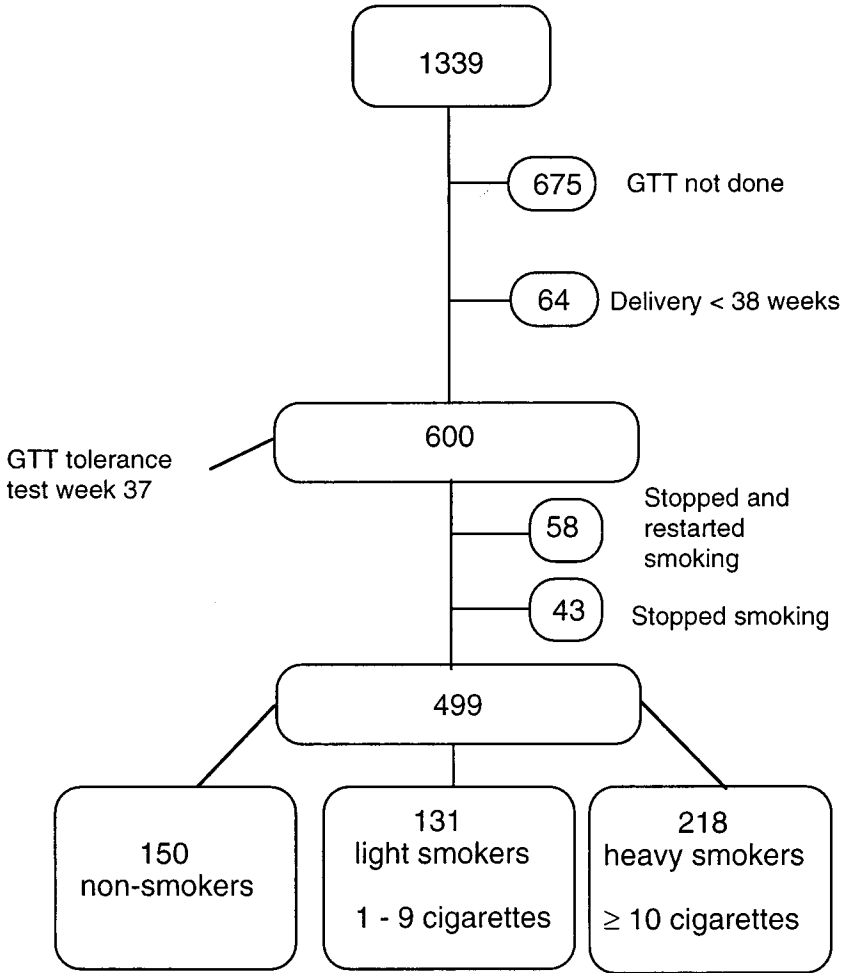 1339
675
GTT not done
64
Delivery < 38 weeks
600
GTT tolerance
test week 37
58
Stopped and
restarted
smoking
43
Stopped smoking
499
150
non-smokers
131
light smokers
1 - 9 cigarettes
218
heavy smokers
≥ 10 cigarettes